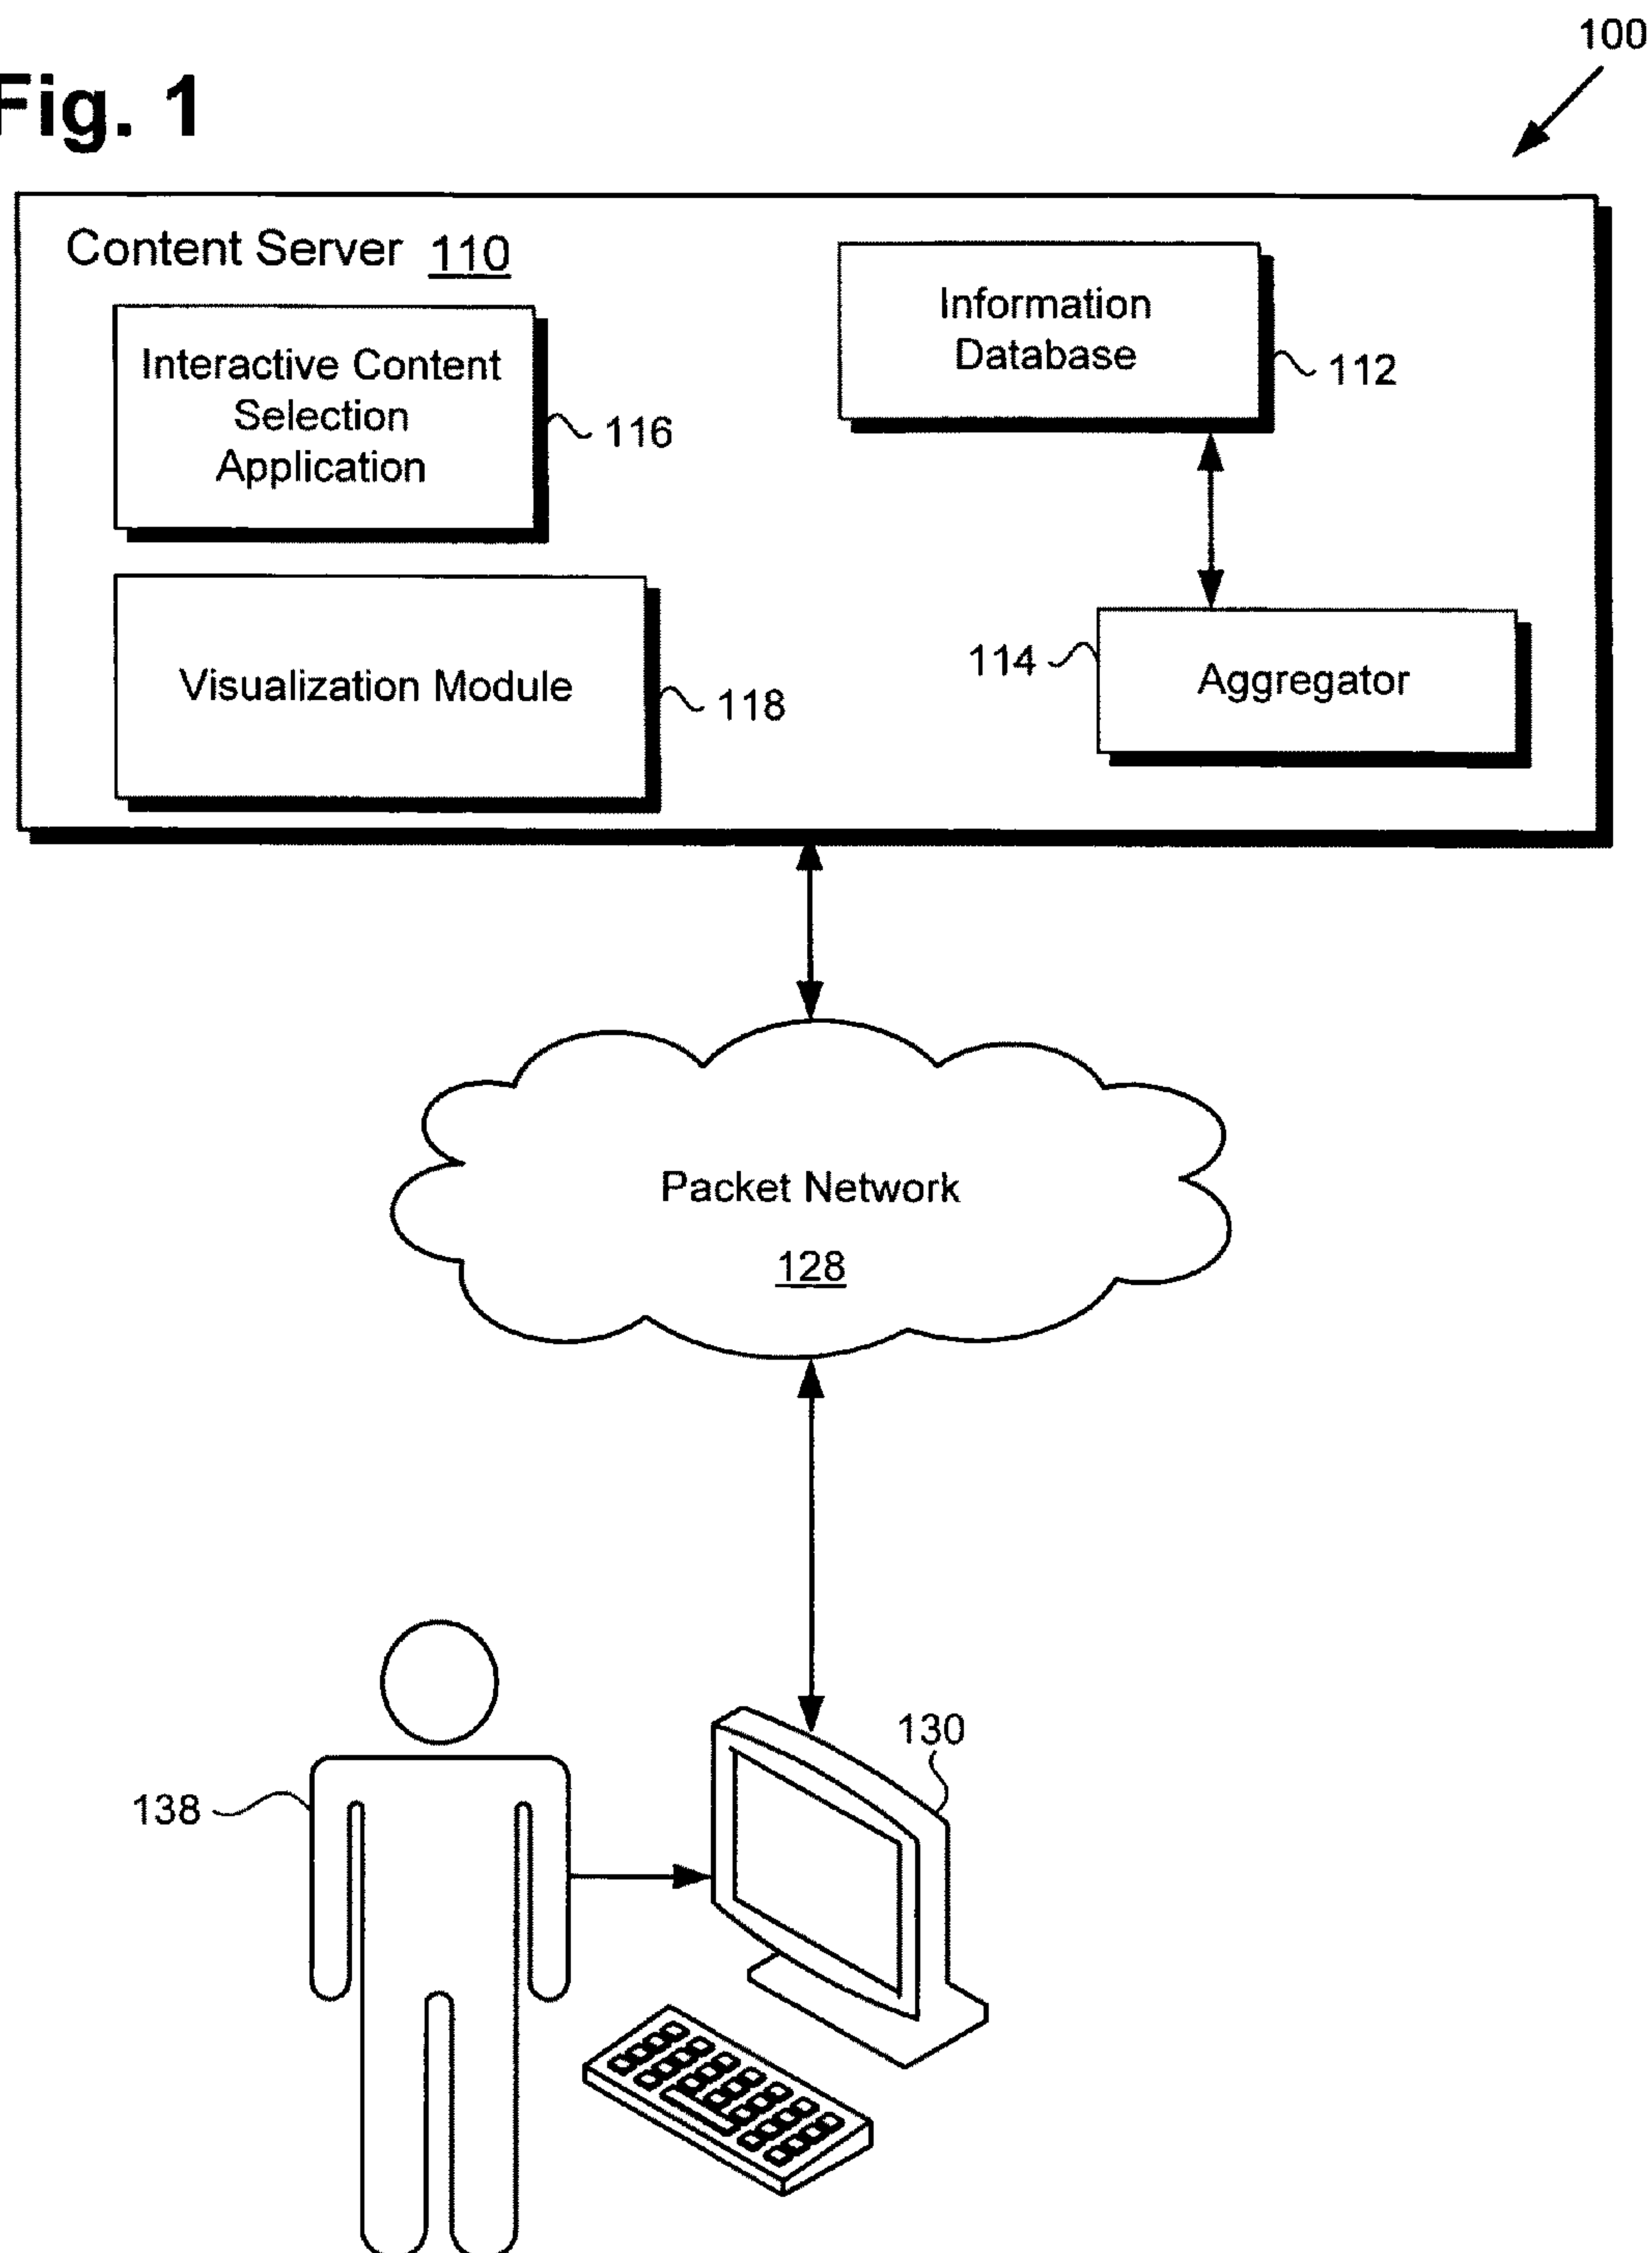 100
Fig. 1
Content Server 110
Information
Database
112
Interactive Content
Selection
Application
116
Visualization Module
118
114
Aggregator
Packet Network
128
130
138